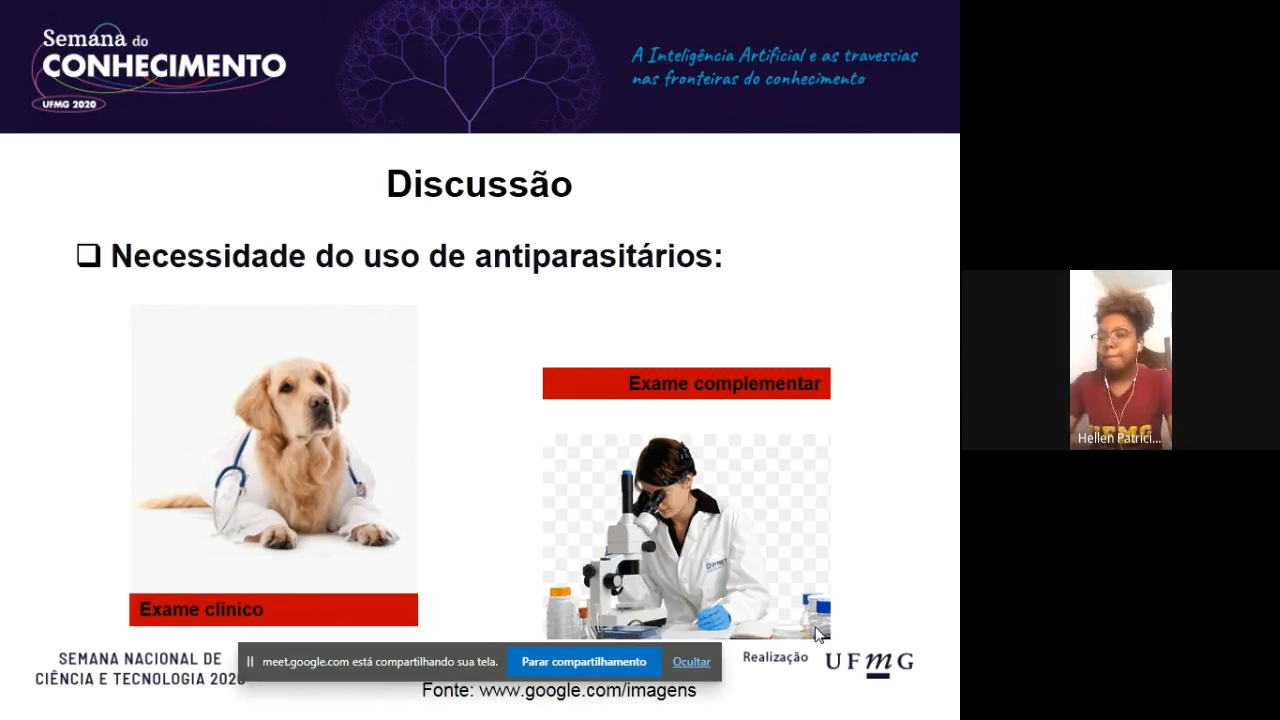 Semana do
CONHECIMENTO
UFMG 2020
A Inteligência Artificial e as travessias
nas fronteiras do conhecimento
Discussão
Necessidade do uso de antiparasitários:
Exame complementar
Exame clínico
Hellen Patríci...
SEMANA NACIONAL DE
CIÊNCIA E TECNOLOGIA 2020
meet.google.com está compartilhando sua tela.
Parar compartilhamento
Ocultar
Realização
UFMG
Fonte: www.google.com/imagens